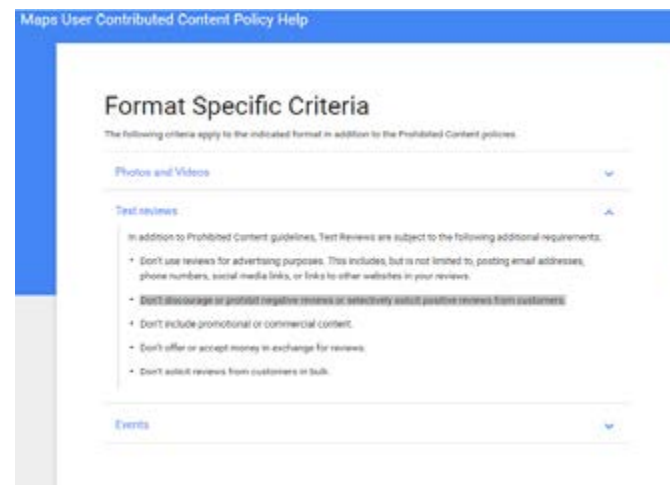 Maps User Contributed Content Policy Help
Format Specific Criteria
The following criteria apply to the indicated format in addition to the Prohibited Content policies.
Photos and Videos
Text reviews
In addition to Prohibited Content guidelines, Text Reviews are subject to the following additional requirements:
• Don't use reviews for advertising purposes. This includes, but is not limited to, posting email addresses,
phone numbers, social media links, or links to other websites in your reviews.
• Don't discourage or prohibit negative reviews or selectively solicit positive reviews from customers.
• Don't include promotional or commercial content.
• Don't offer or accept money in exchange for reviews.
• Don't solicit reviews from customers in bulk.
Events